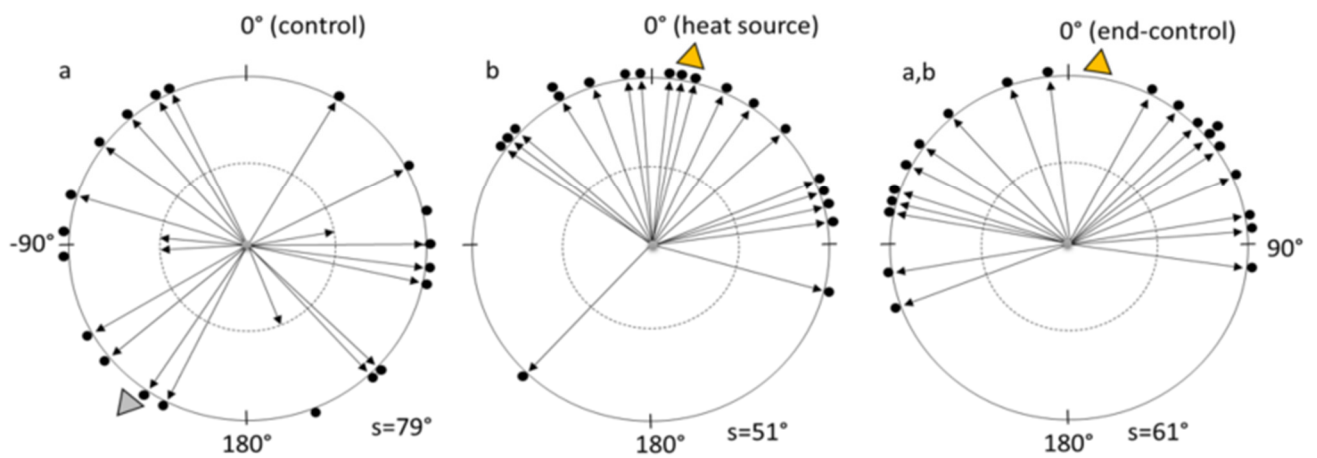 0° (control)
0° (heat source)
0° (end-control)
a
b
a,b
-90°
90°
180°
s=79°
180°
s=51°
180°
s=61°